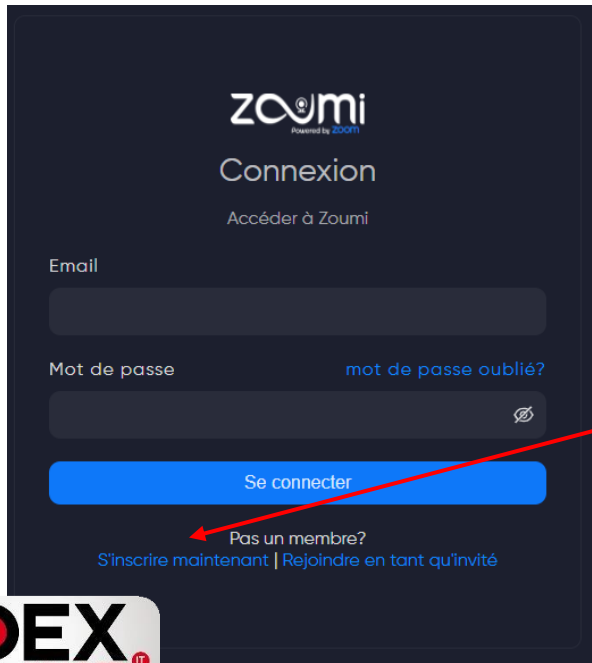 zoumi
Powered by zoom
Connexion
Accéder à Zoumi
Email
Mot de passe
mot de passe oublié?
Se connecter
Pas un membre?
S'inscrire maintenant | Rejoindre en tant qu'invité
DEX.
IT